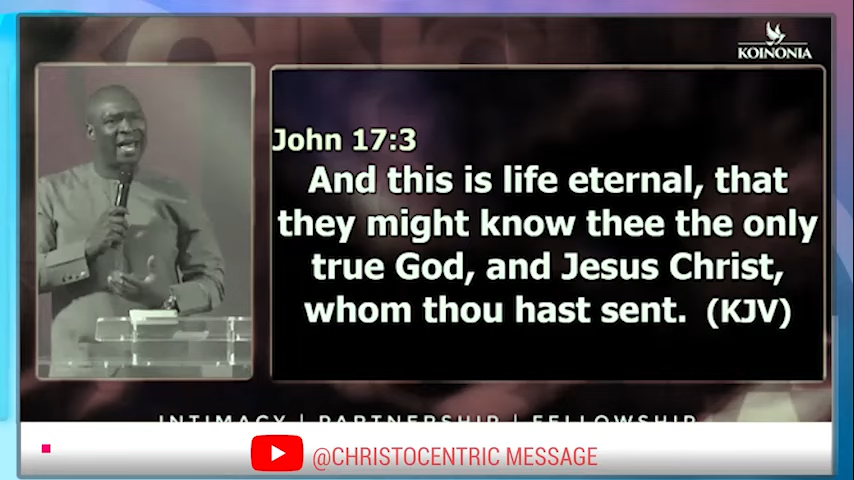 KOINONIA
John 17:3
And this is life eternal, that
they might know thee the only
true God, and Jesus Christ,
whom thou hast sent. (KJV)
INTIMACY | PARTNERSHIP | FELLOWSHIP
@CHRISTOCENTRIC MESSAGE